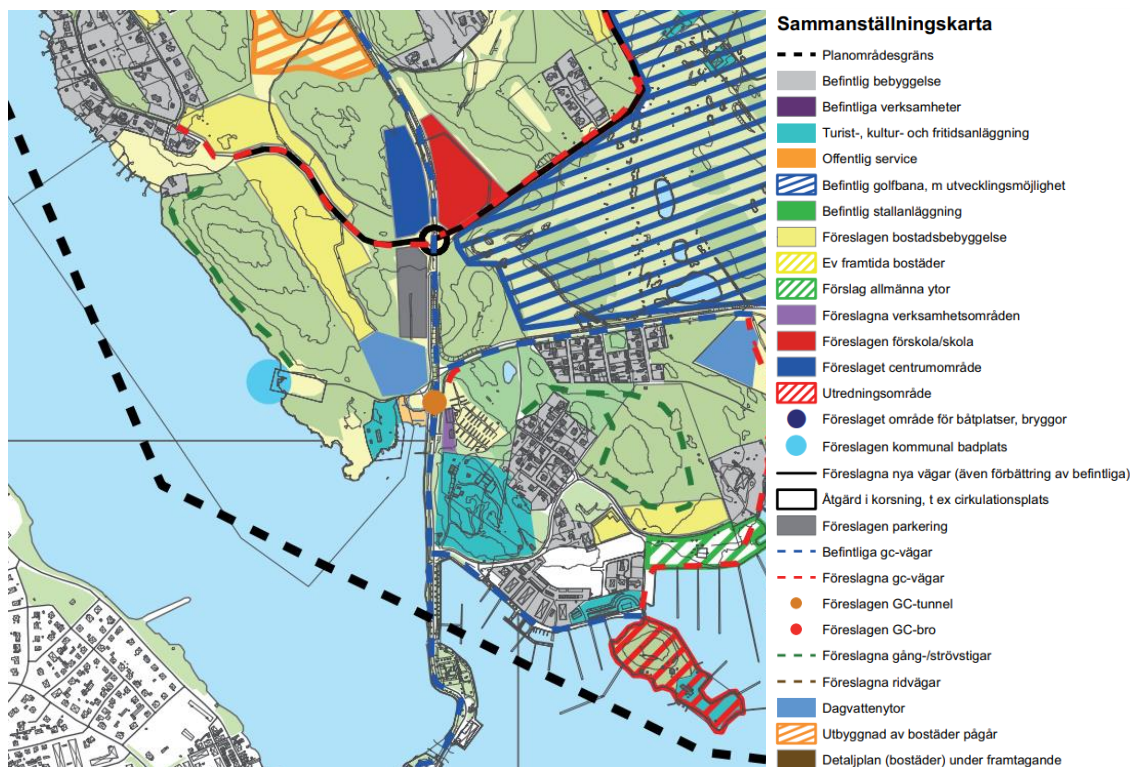 Sammanställningskarta
Planområdesgräns
Befintlig bebyggelse
Befintliga verksamheter
Turist-, kultur- och fritidsanläggning
Offentlig service
Befintlig golfbana, m utvecklingsmöjlighet
Befintlig stallanläggning
Föreslagen bostadsbebyggelse
Ev framtida bostäder
Förslag allmänna ytor
Föreslagna verksamhetsområden
Föreslagen förskola/skola
Föreslaget centrumområde
Utredningsområde
Föreslaget område för båtplatser, bryggor
Föreslagen kommunal badplats
Föreslagna nya vägar (även förbättring av befintliga)
Åtgärd i korsning, t ex cirkulationsplats
Föreslagen parkering
Befintliga gc-vägar
Föreslagna gc-vägar
Föreslagen GC-tunnel
Föreslagen GC-bro
Föreslagna gång-/strövstigar
Föreslagna ridvägar
Dagvattenytor
Utbyggnad av bostäder pågår
Detaljplan (bostäder) under framtagande